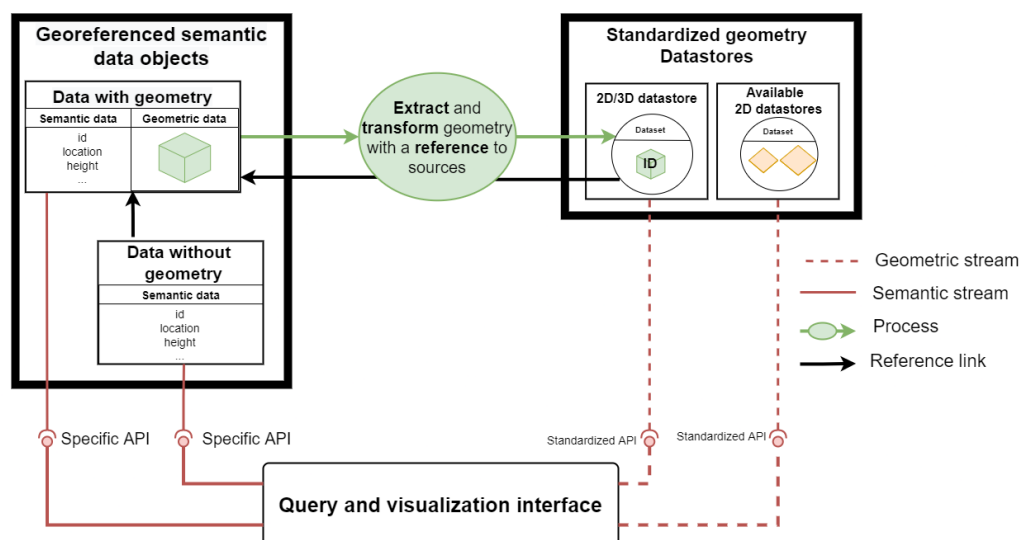 Georeferenced semantic
data objects
Data with geometry
Semantic data
Geometric data
id
location
height
...
Data without
geometry
Semantic data
id
location
height
...
Extract and
transform geometry
with a reference to
sources
Standardized geometry
Datastores
2D/3D datastore
Dataset
ID
Available
2D datastores
Dataset
Geometric stream
Semantic stream
Process
Reference link
Specific API
Specific API
Standardized API
Standardized API
Query and visualization interface